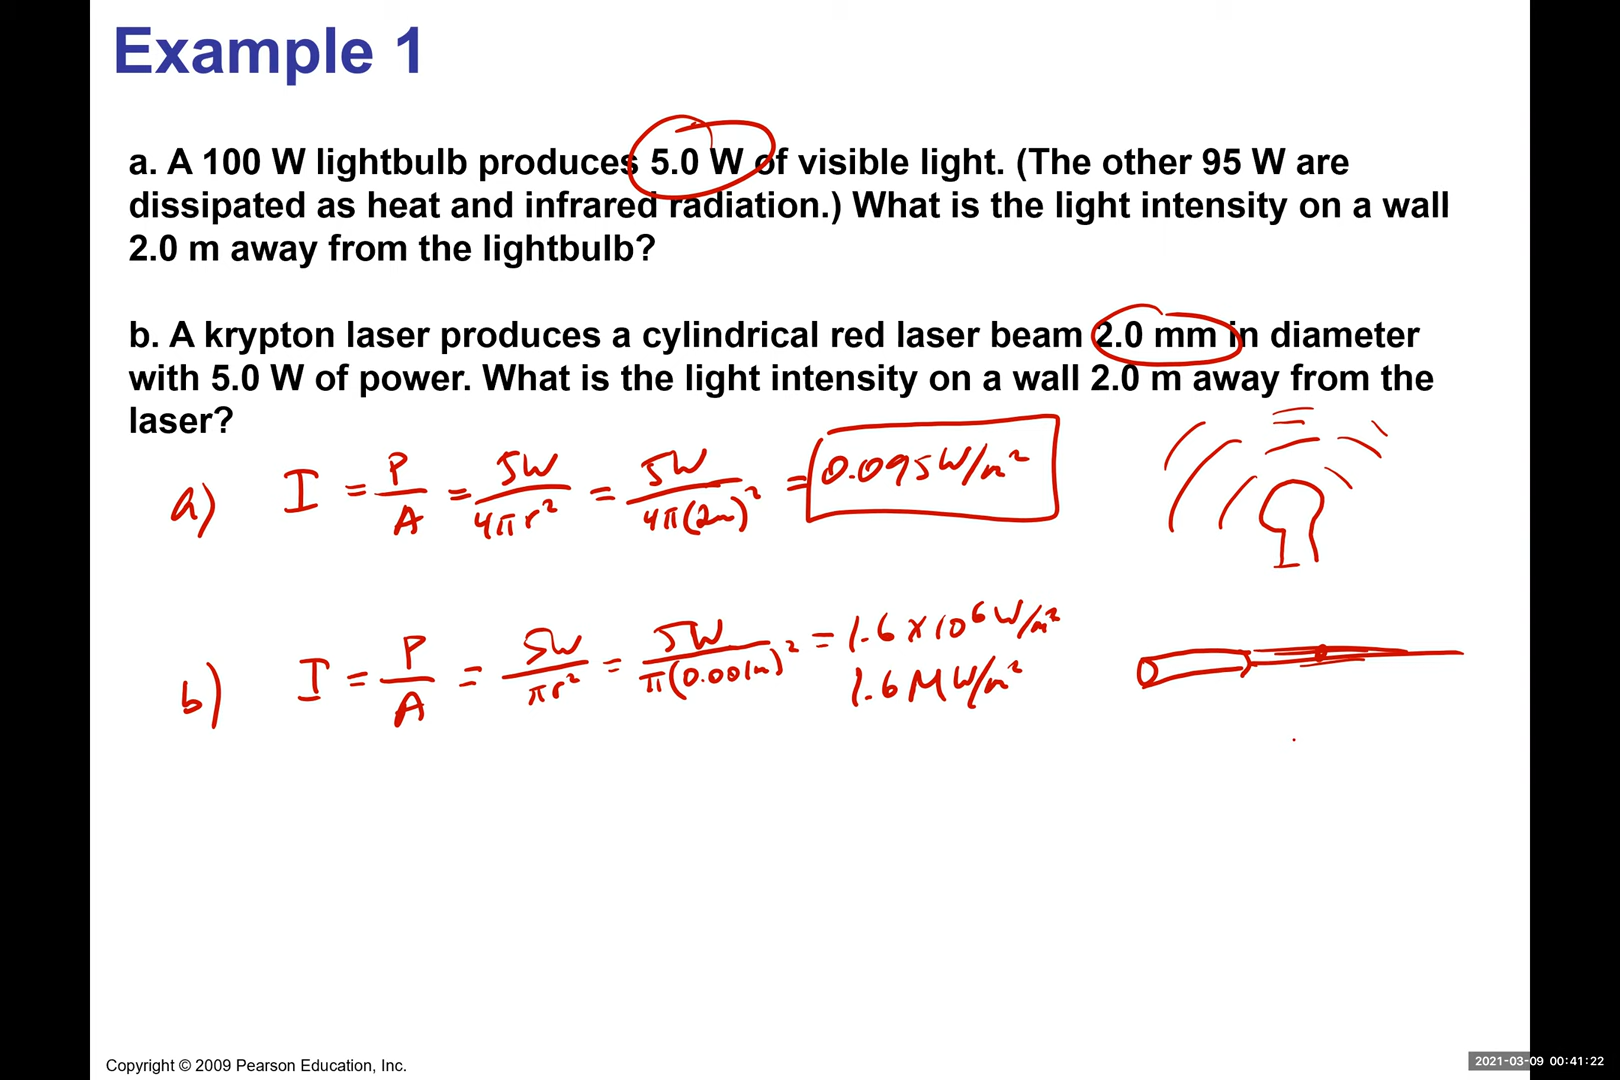 Example 1
a. A 100 W lightbulb produces 5.0 W of visible light. (The other 95 W are
dissipated as heat and infrared radiation.) What is the light intensity on a wall
2.0 m away from the lightbulb?
b. A krypton laser produces a cylindrical red laser beam 2.0 mm in diameter
with 5.0 W of power. What is the light intensity on a wall 2.0 m away from the
laser?
a) I = P/A = 5W/4πr² = 5W/4π(2m)² = 0.095 W/m²
b) I = P/A = 5W/πr² = 5W/π(0.001m)² = 1.6 × 10⁶ W/m²
1.6 MW/m²
Copyright © 2009 Pearson Education, Inc.
2021-03-09 00:41:22